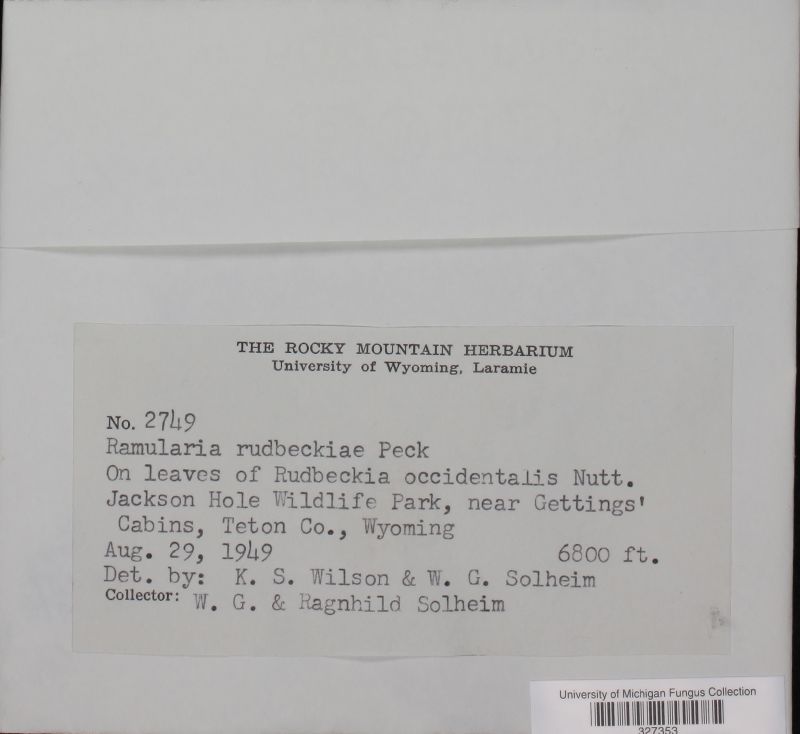 THE ROCKY MOUNTAIN HERBARIUM
University of Wyoming, Laramie
No. 2749
Ramularia rudbeckiae Peck
On leaves of Rudbeckia occidentalis Nutt.
Jackson Hole Wildlife Park, near Gettings'
Cabins, Teton Co., Wyoming
Aug. 29, 1949 6800 ft.
Det. by: K. S. Wilson & W. G. Solheim
Collector: W. G. & Ragnhild Solheim
University of Michigan Fungus Collection
327353